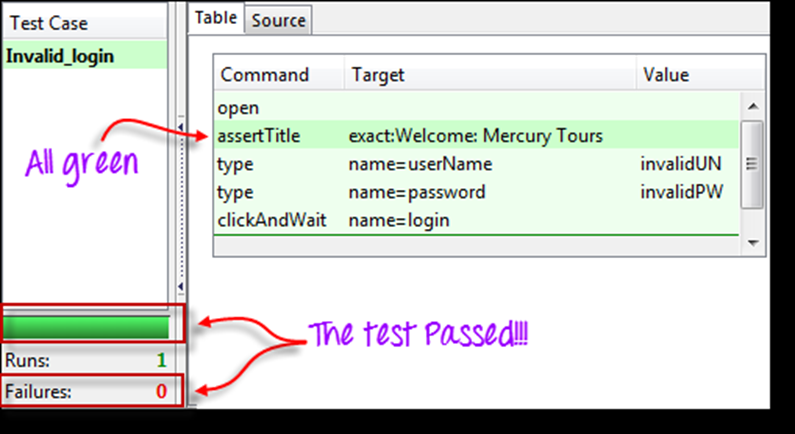 Test Case
Invalid_login
All green
Runs: 1
Failures: 0
Table Source
Command Target Value
open
assertTitle exact:Welcome: Mercury Tours
type name=userName invalidUN
type name=password invalidPW
clickAndWait name=login
The test Passed!!!